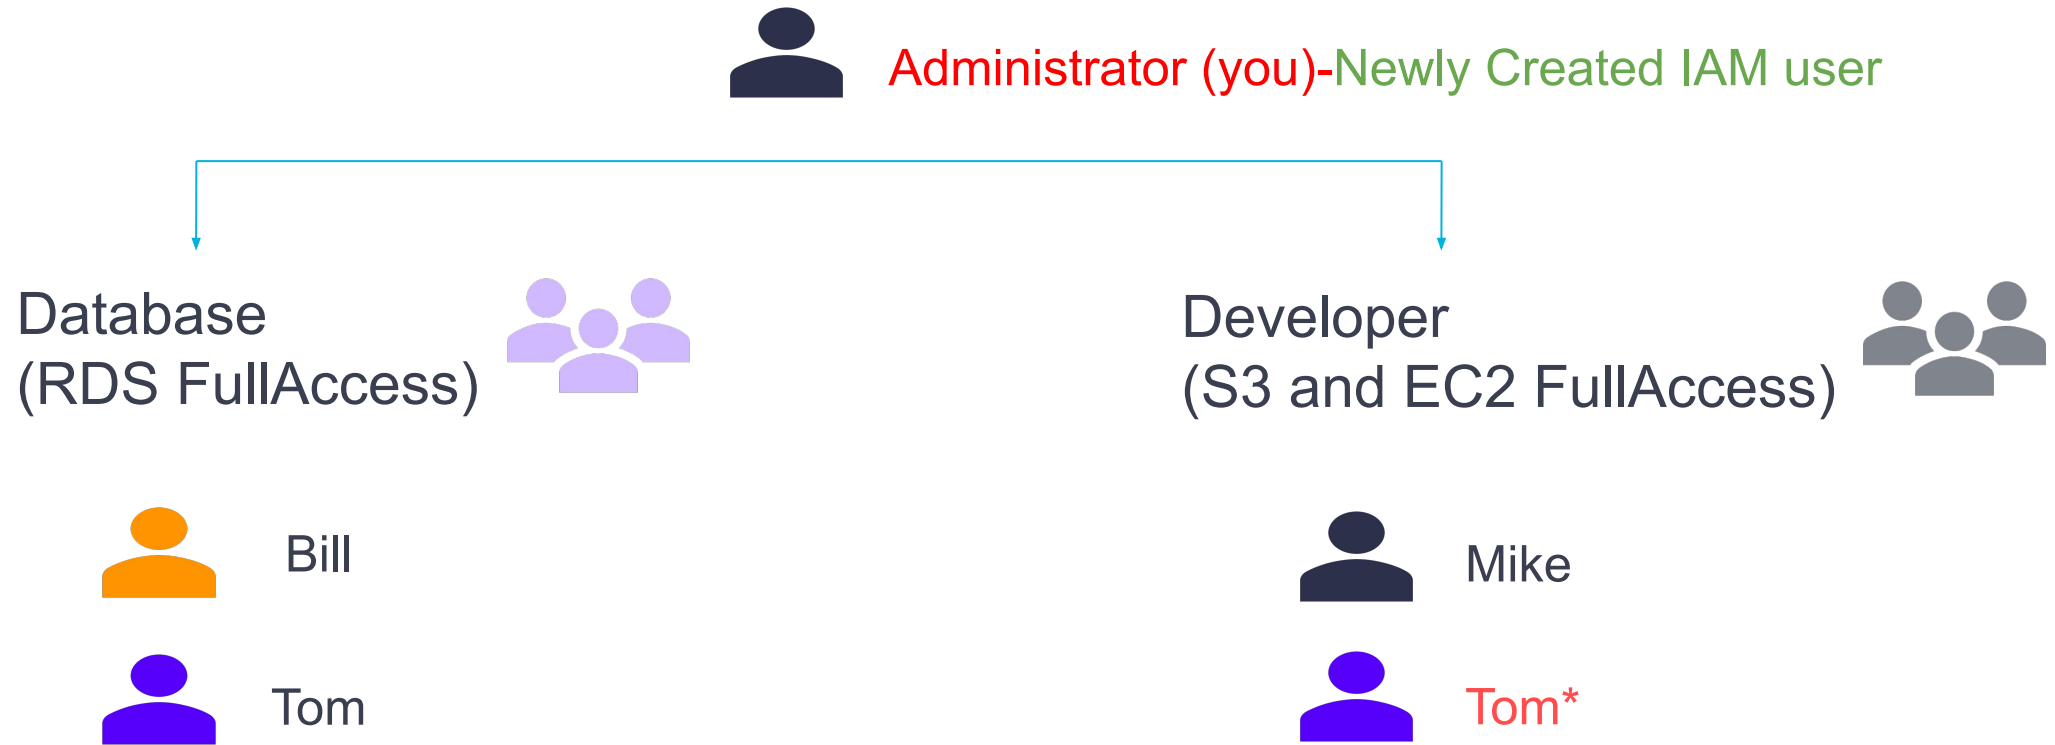 Administrator (you)-Newly Created IAM user
Database
(RDS FullAccess)
Developer
(S3 and EC2 FullAccess)
Bill
Mike
Tom
Tom*